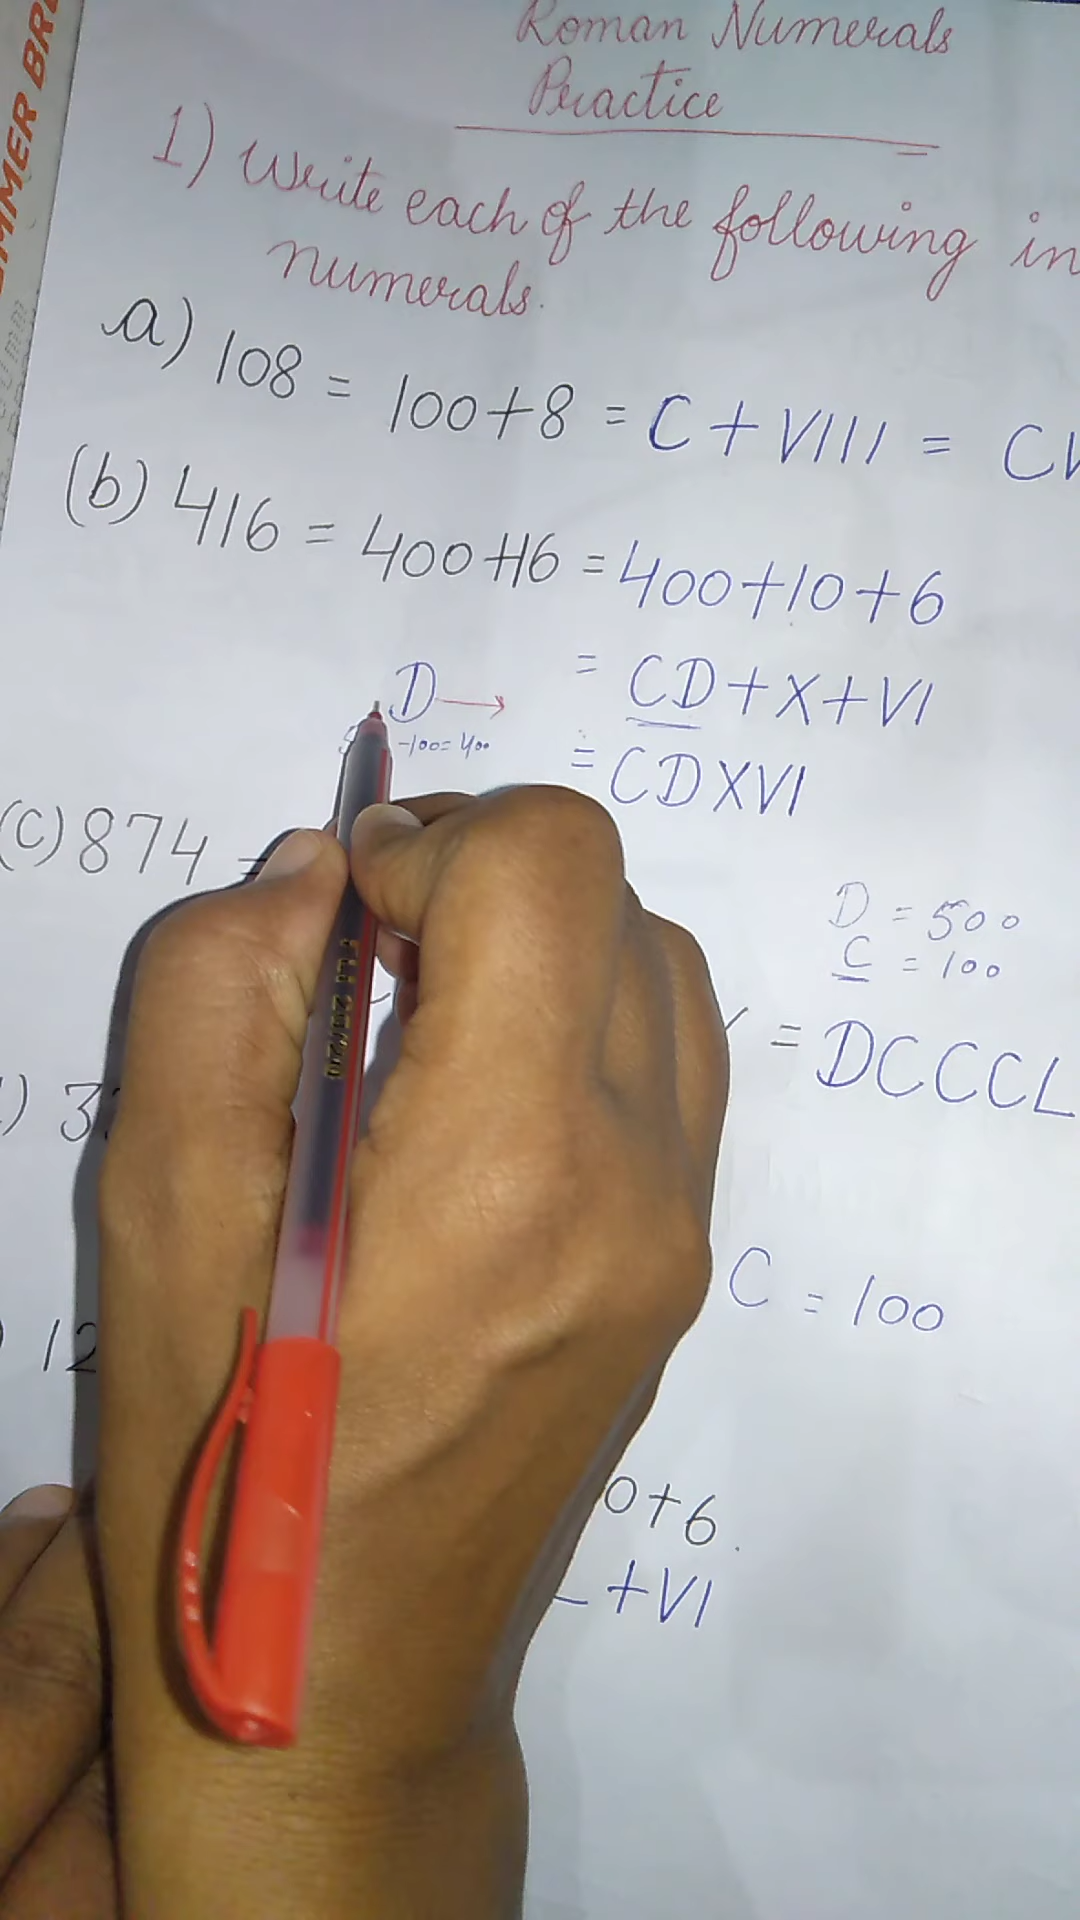 Roman Numerals
Practice
1) Write each of the following in
numerals.
a) 108 = 100+8 = C + VIII = CV
(b) 416 = 400+16 = 400+10+6
= CD+X+VI
D →
-100=400
= CDXVI
(c) 874 =
D = 500
C = 100
= DCCCL
) 3
C = 100
) 12
0+6.
+VI